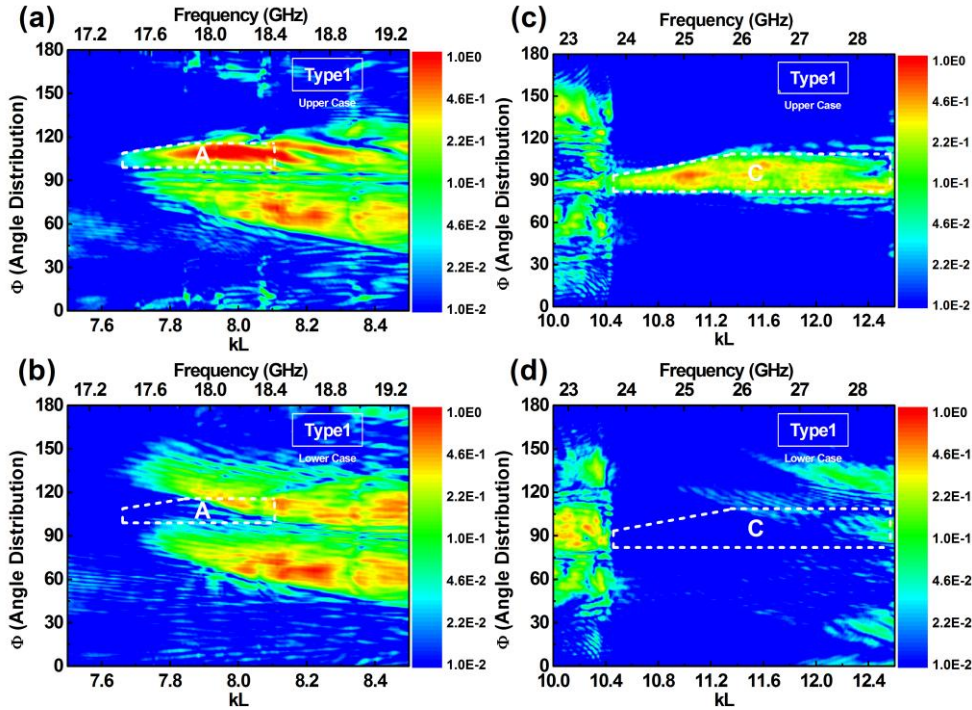 (a)
Frequency (GHz)
17.2 17.6 18.0 18.4 18.8 19.2
180
150
120
90
60
30
0
Φ (Angle Distribution)
Type1
Upper Case
A
7.6 7.8 8.0 8.2 8.4
kL
1.0E0
4.6E-1
2.2E-1
1.0E-1
4.6E-2
2.2E-2
1.0E-2
(c)
Frequency (GHz)
23 24 25 26 27 28
180
150
120
90
60
30
0
Φ (Angle Distribution)
Type1
Upper Case
C
10.0 10.4 10.8 11.2 11.6 12.0 12.4
kL
1.0E0
4.6E-1
2.2E-1
1.0E-1
4.6E-2
2.2E-2
1.0E-2
(b)
Frequency (GHz)
17.2 17.6 18.0 18.4 18.8 19.2
180
150
120
90
60
30
0
Φ (Angle Distribution)
Type1
Lower Case
A
7.6 7.8 8.0 8.2 8.4
kL
1.0E0
4.6E-1
2.2E-1
1.0E-1
4.6E-2
2.2E-2
1.0E-2
(d)
Frequency (GHz)
23 24 25 26 27 28
180
150
120
90
60
30
0
Φ (Angle Distribution)
Type1
Lower Case
C
10.0 10.4 10.8 11.2 11.6 12.0 12.4
kL
1.0E0
4.6E-1
2.2E-1
1.0E-1
4.6E-2
2.2E-2
1.0E-2